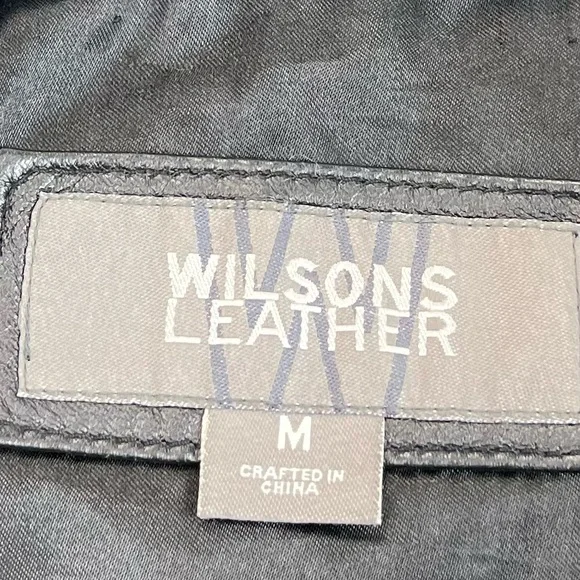 WILSONS
LEATHER
M
CRAFTED IN
CHINA